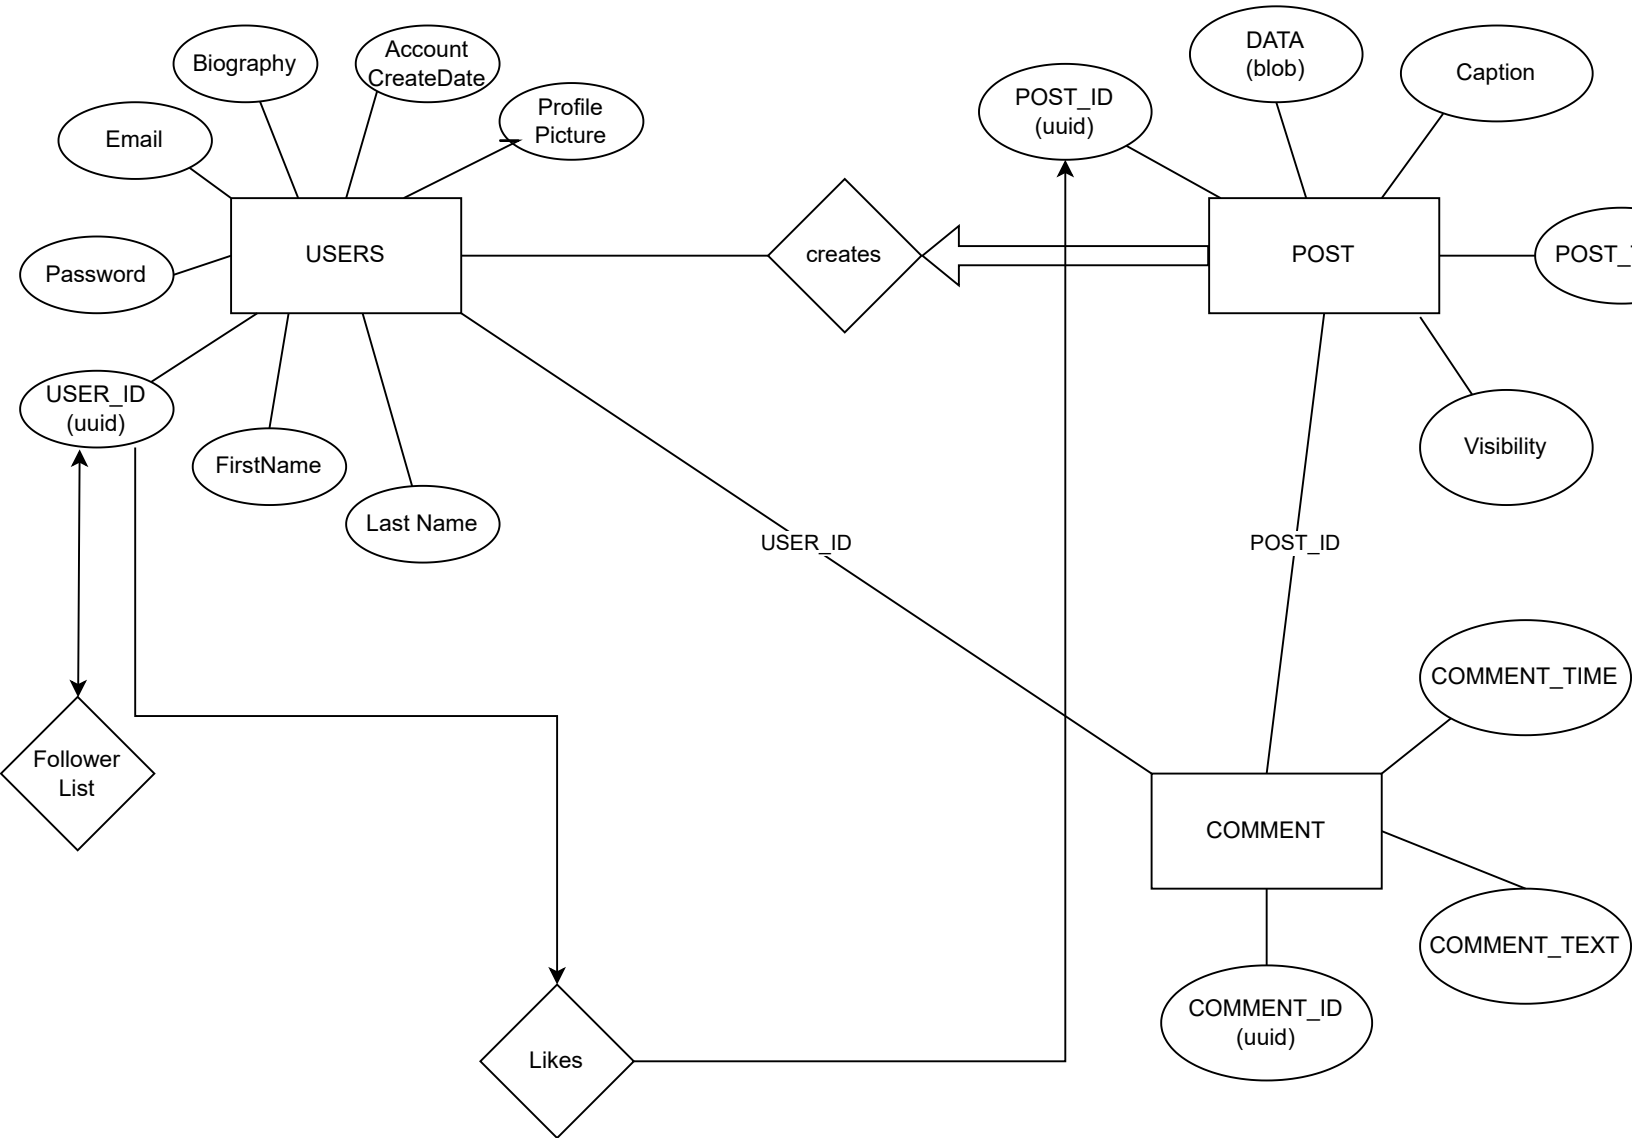 DATA
(blob)
Biography
Account
CreateDate
Caption
Profile
Picture
POST_ID
(uuid)
Email
USERS
creates
POST
POST_
Password
USER_ID
(uuid)
FirstName
Visibility
Last Name
USER_ID
POST_ID
COMMENT_TIME
Follower
List
COMMENT
COMMENT_TEXT
COMMENT_ID
(uuid)
Likes